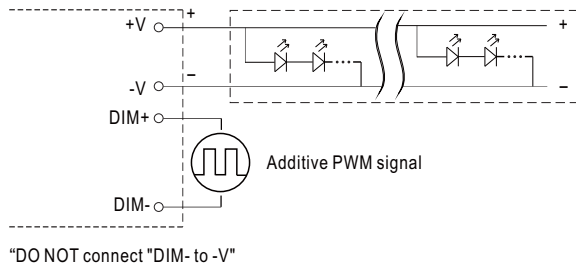 +V
+
+
-V
−
−
DIM+
Additive PWM signal
DIM-
“DO NOT connect "DIM- to -V"